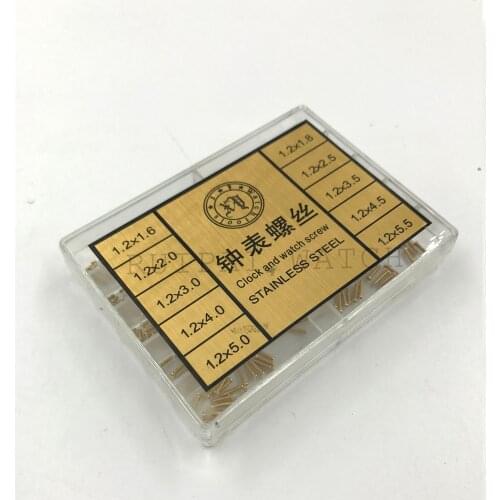 1.2x1.6
1.2x2.0
1.2x3.0
1.2x4.0
1.2x5.0
钟表螺丝
Clock and watch screw
STAINLESS STEEL
1.2x1.8
1.2x2.5
1.2x3.5
1.2x4.5
1.2x5.5
WATCH